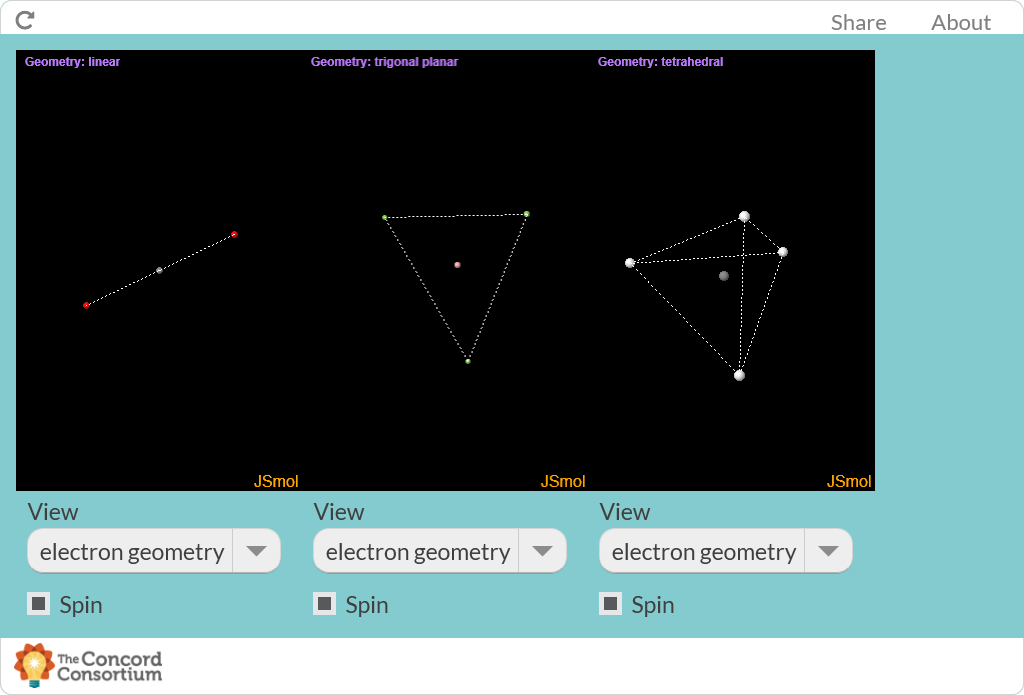 Share About
Geometry: linear Geometry: trigonal planar Geometry: tetrahedral
JSmol JSmol JSmol
View View View
electron geometry electron geometry electron geometry
Spin Spin Spin
The Concord
Consortium